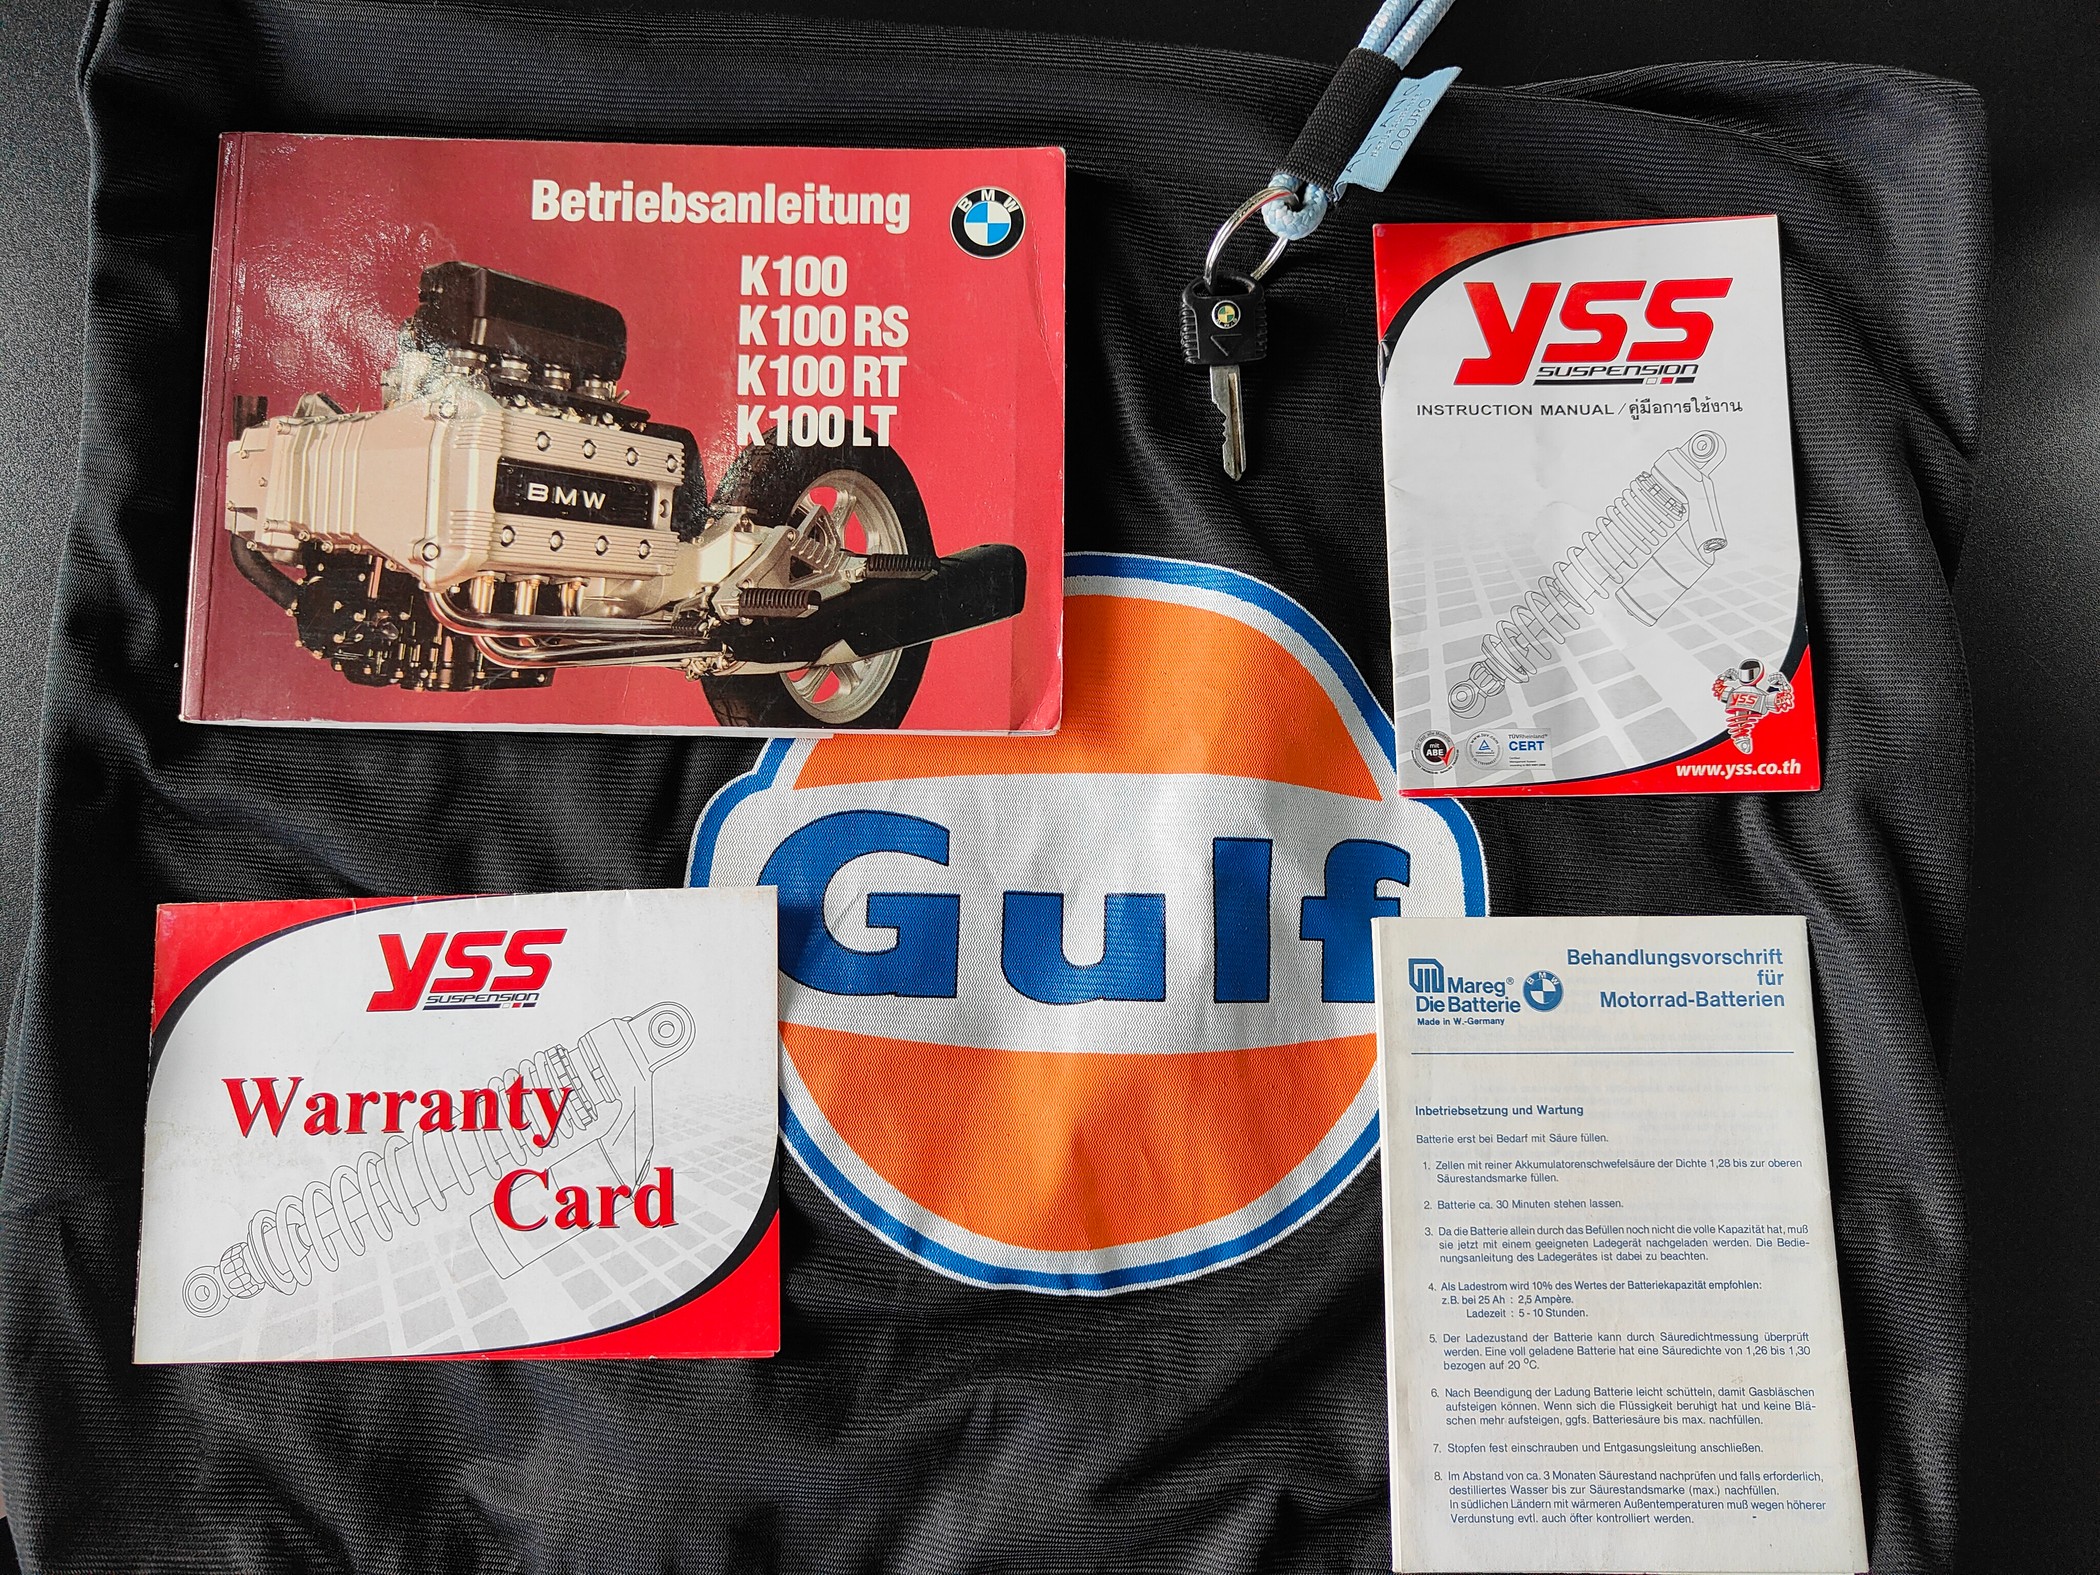 Betriebsanleitung
BMW
K100
K100 RS
K100 RT
K100 LT
BMW
DOURO
YSS
SUSPENSION
INSTRUCTION MANUAL / คู่มือการใช้งาน
YSS
mit
ABE
TÜVRheinland
CERT
www.yss.co.th
Gulf
YSS
SUSPENSION
Warranty
Card
Mareg®
Die Batterie
Made in W.-Germany
BMW
Behandlungsvorschrift
für
Motorrad-Batterien
Inbetriebsetzung und Wartung
Batterie erst bei Bedarf mit Säure füllen.
1. Zellen mit reiner Akkumulatorenschwefelsäure der Dichte 1,28 bis zur oberen
Säurestandsmarke füllen.
2. Batterie ca. 30 Minuten stehen lassen.
3. Da die Batterie allein durch das Befüllen noch nicht die volle Kapazität hat, muß
sie jetzt mit einem geeigneten Ladegerät nachgeladen werden. Die Bedie-
nungsanleitung des Ladegerätes ist dabei zu beachten.
4. Als Ladestrom wird 10% des Wertes der Batteriekapazität empfohlen:
z.B. bei 25 Ah : 2,5 Ampère.
Ladezeit : 5 - 10 Stunden.
5. Der Ladezustand der Batterie kann durch Säuredichtmessung überprüft
werden. Eine voll geladene Batterie hat eine Säuredichte von 1,26 bis 1,30
bezogen auf 20 °C.
6. Nach Beendigung der Ladung Batterie leicht schütteln, damit Gasbläschen
aufsteigen können. Wenn sich die Flüssigkeit beruhigt hat und keine Blä-
schen mehr aufsteigen, ggfs. Batteriesäure bis max. nachfüllen.
7. Stopfen fest einschrauben und Entgasungsleitung anschließen.
8. Im Abstand von ca. 3 Monaten Säurestand nachprüfen und falls erforderlich,
destilliertes Wasser bis zur Säurestandsmarke (max.) nachfüllen.
In südlichen Ländern mit wärmeren Außentemperaturen muß wegen höherer
Verdunstung evtl. auch öfter kontrolliert werden.